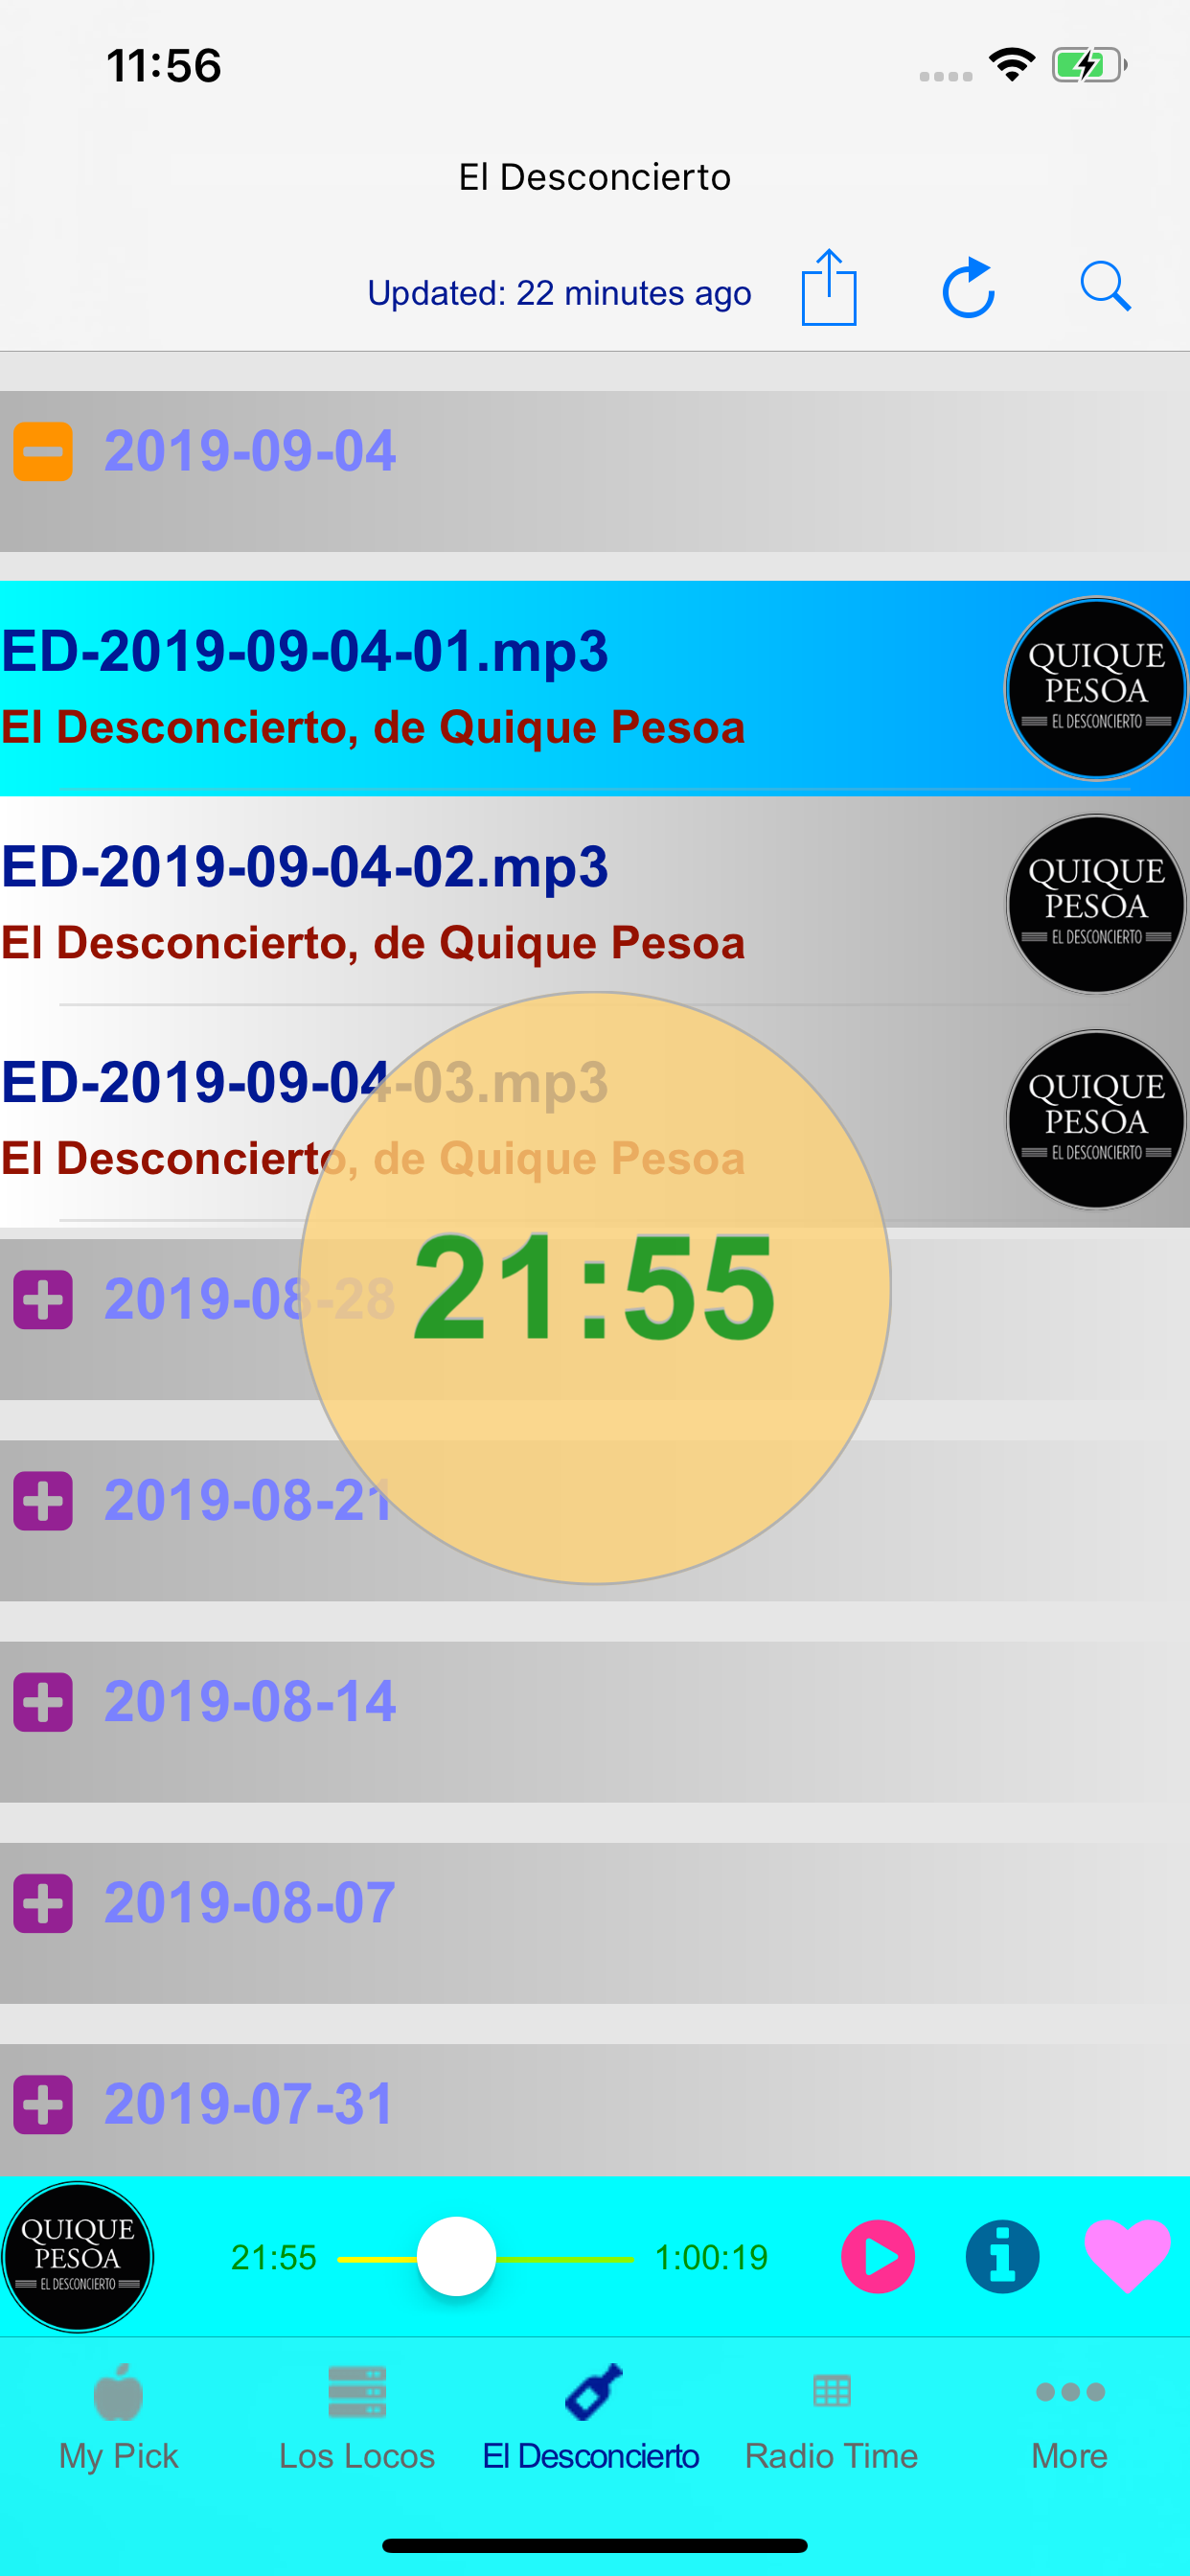 11:56
El Desconcierto
Updated: 22 minutes ago
2019-09-04
ED-2019-09-04-01.mp3
El Desconcierto, de Quique Pesoa
QUIQUE
PESOA
EL DESCONCIERTO
ED-2019-09-04-02.mp3
El Desconcierto, de Quique Pesoa
QUIQUE
PESOA
EL DESCONCIERTO
ED-2019-09-04-03.mp3
El Desconcierto, de Quique Pesoa
QUIQUE
PESOA
EL DESCONCIERTO
21:55
2019-08-28
2019-08-21
2019-08-14
2019-08-07
2019-07-31
QUIQUE
PESOA
EL DESCONCIERTO
21:55 1:00:19
My Pick Los Locos El Desconcierto Radio Time More